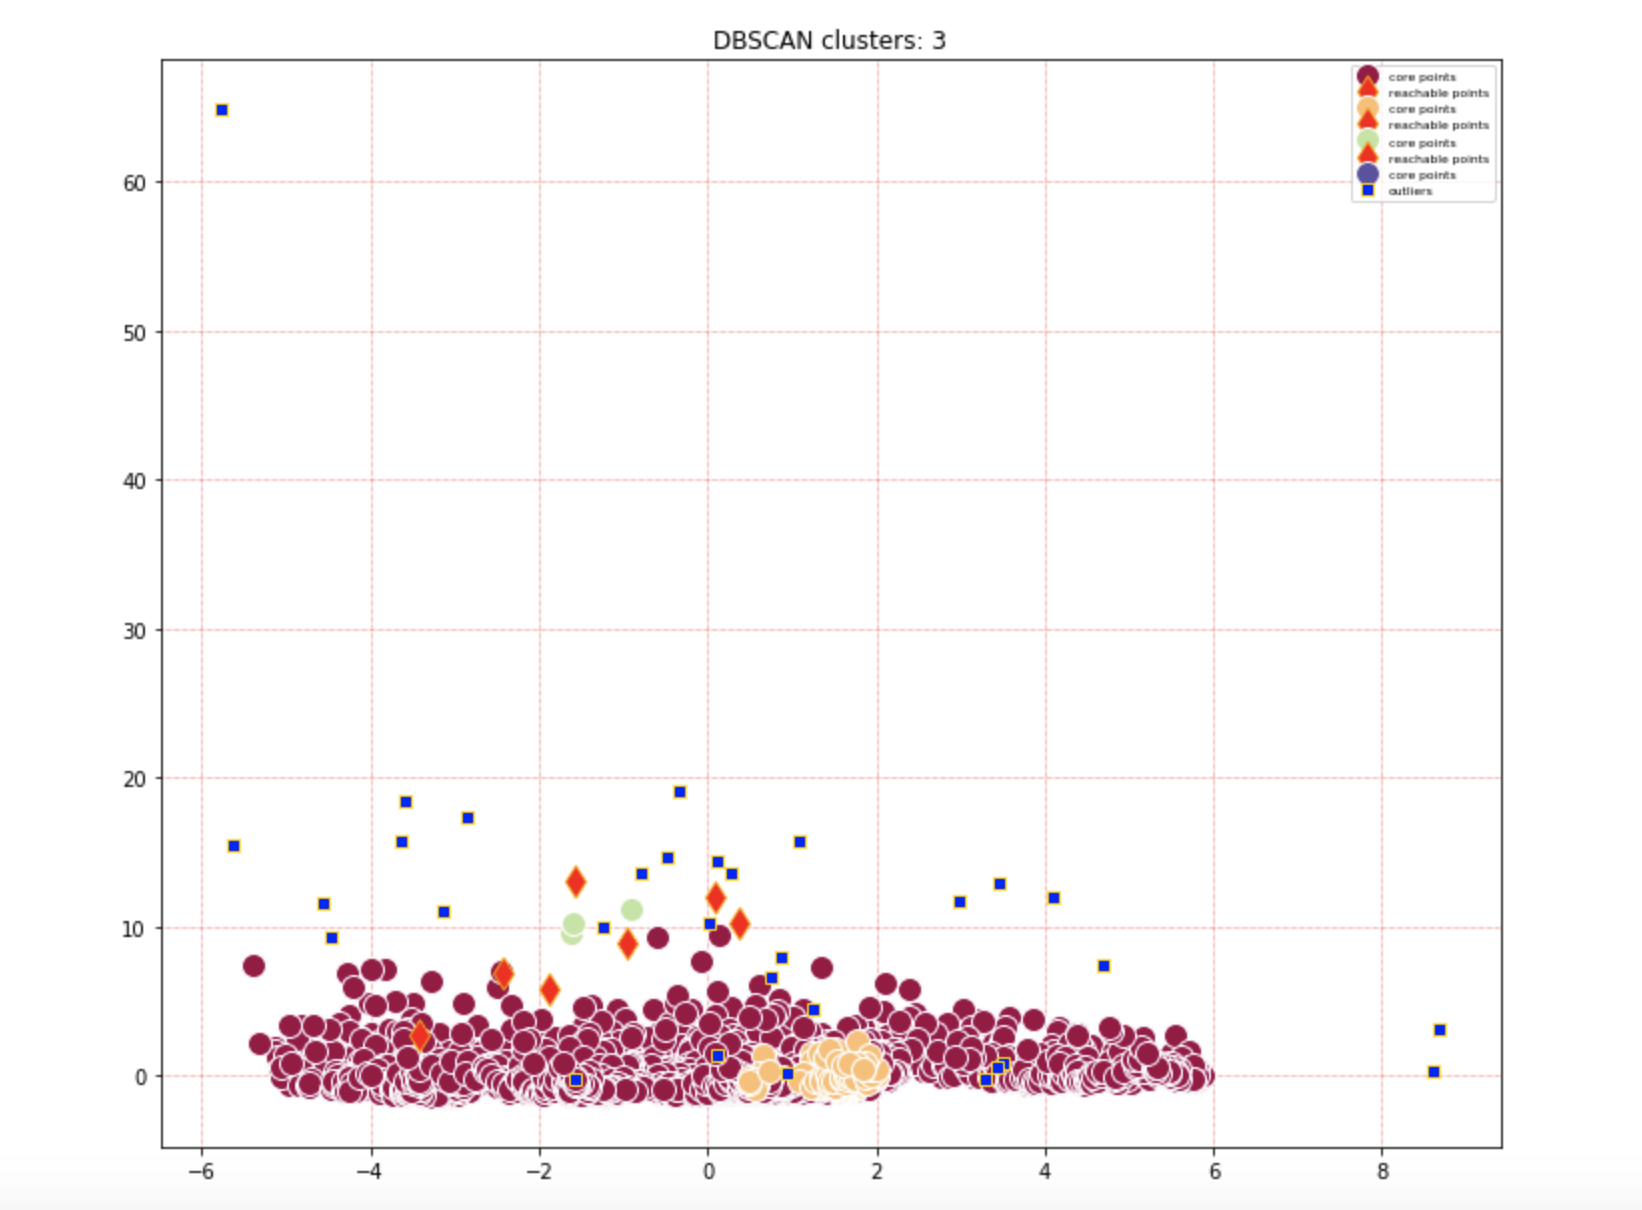 DBSCAN clusters: 3
core points
reachable points
core points
reachable points
core points
reachable points
core points
outliers
60
50
40
30
20
10
0
−6 −4 −2 0 2 4 6 8